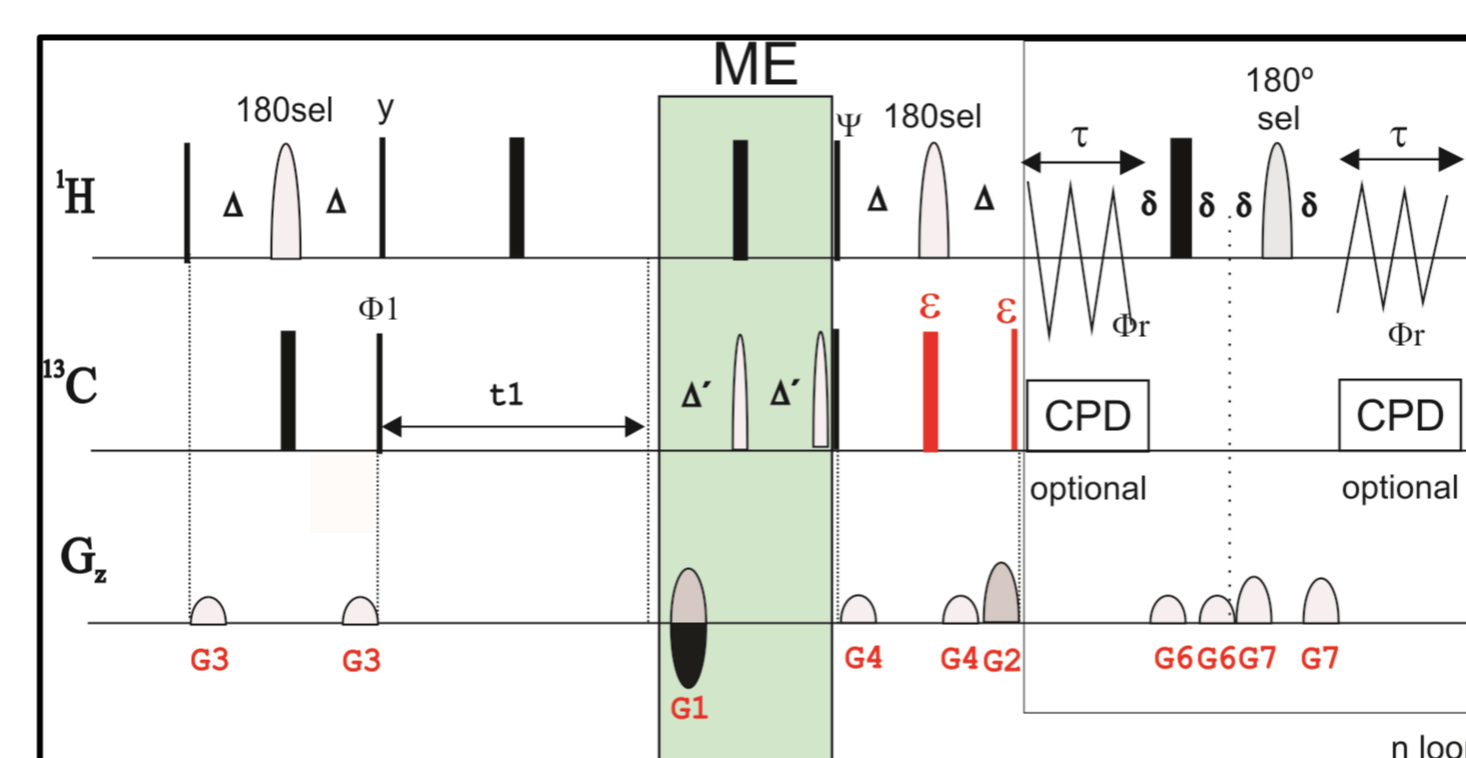 ME
180sel y Ψ 180sel 180º
sel
τ τ
¹H Δ Δ Δ Δ δ δ δ δ
Φ1 ε ε Φr Φr
¹³C t1 Δ´ Δ´ CPD CPD
optional optional
Gz
G3 G3 G4 G4 G2 G6 G6 G7 G7
G1
n loo